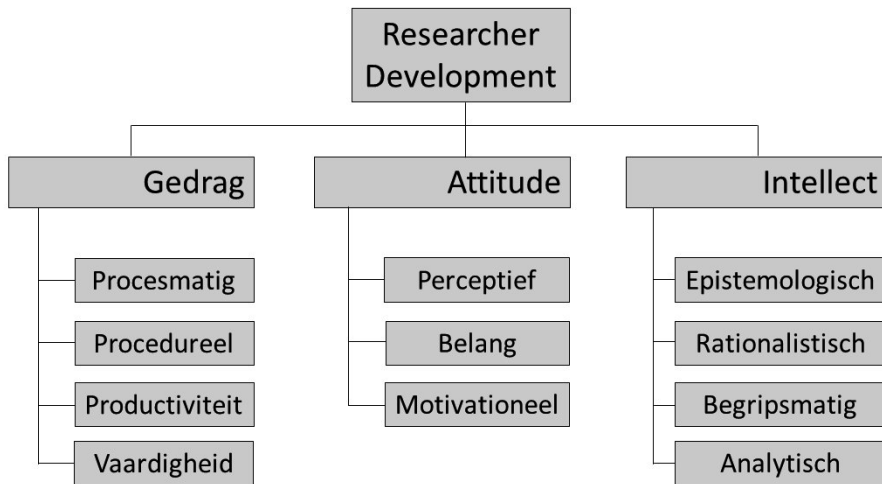 Researcher
Development
Gedrag
Attitude
Intellect
Procesmatig
Perceptief
Epistemologisch
Procedureel
Belang
Rationalistisch
Productiviteit
Motivationeel
Begripsmatig
Vaardigheid
Analytisch